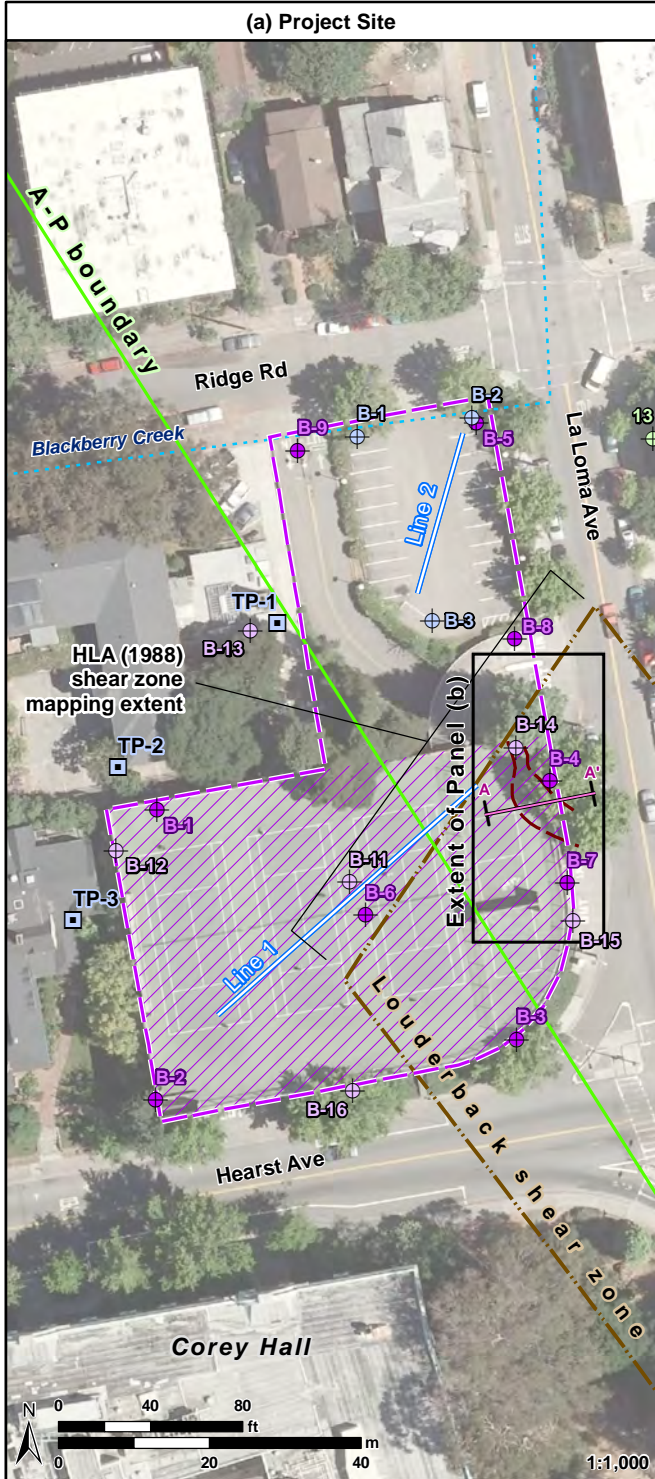 (a) Project Site
A-P boundary
Ridge Rd
Blackberry Creek
B-9
B-1
B-2
B-5
La Loma Ave
13
Line 2
TP-1
B-13
B-3
B-8
HLA (1988)
shear zone
mapping extent
Extent of Panel (b)
B-14
TP-2
B-4
A
A'
B-1
B-12
B-11
B-7
TP-3
B-6
B-15
Line 1
Louderback shear zone
B-3
B-2
B-16
Hearst Ave
Corey Hall
N
0 40 80
ft
0 20 40
m
1:1,000